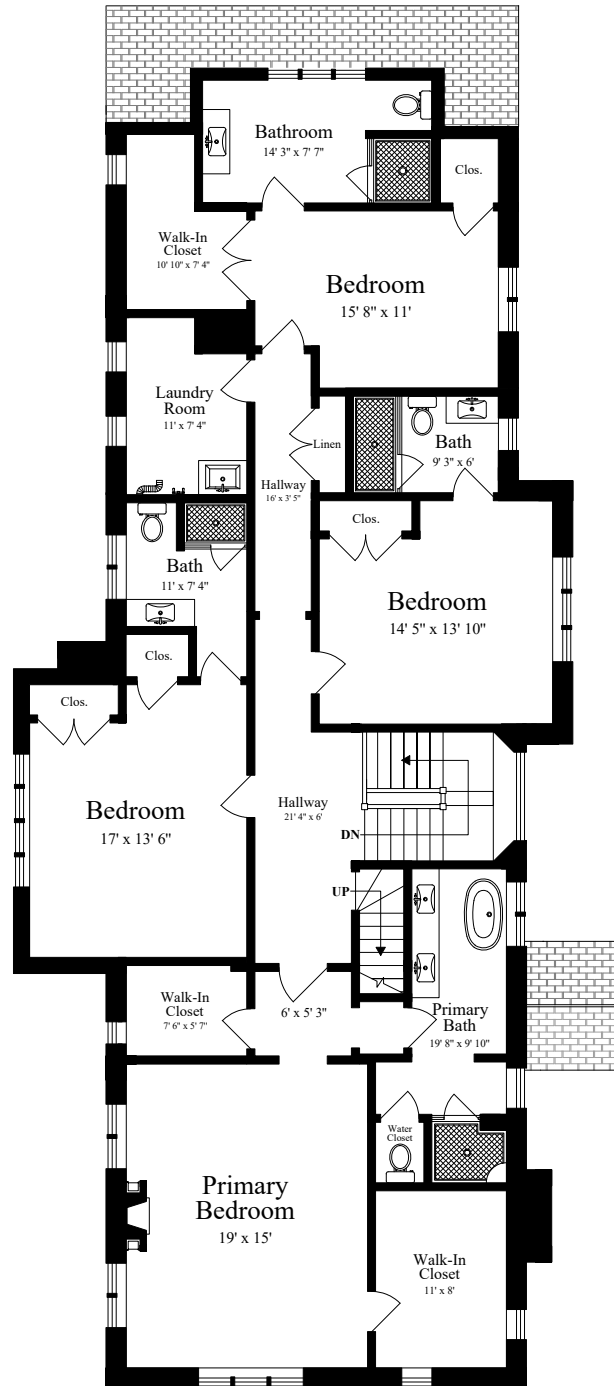 Bathroom
14' 3" x 7' 7"
Clos.
Walk-In
Closet
10' 10" x 7' 4"
Bedroom
15' 8" x 11'
Laundry
Room
11' x 7' 4"
Linen
Bath
9' 3" x 6'
Hallway
16' x 3' 5"
Clos.
Bath
11' x 7' 4"
Bedroom
14' 5" x 13' 10"
Clos.
Clos.
Bedroom
17' x 13' 6"
Hallway
21' 4" x 6'
DN
UP
Walk-In
Closet
7' 6" x 5' 7"
6' x 5' 3"
Primary
Bath
19' 8" x 9' 10"
Water
Closet
Primary
Bedroom
19' x 15'
Walk-In
Closet
11' x 8'